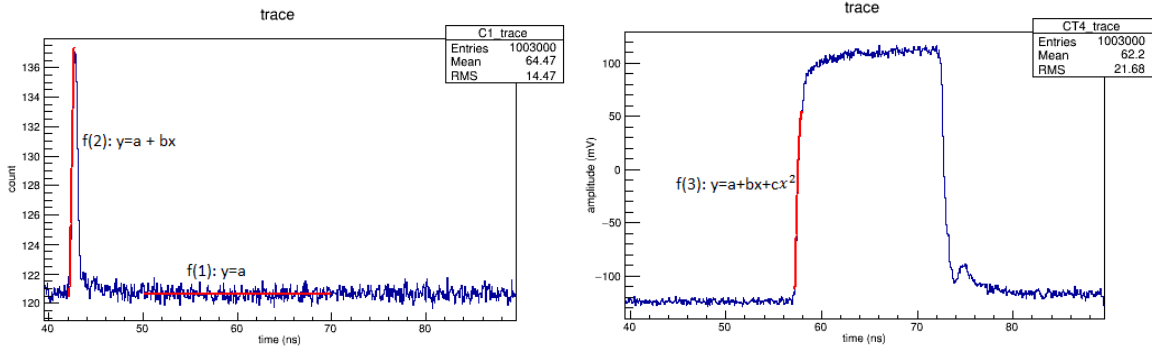 trace
C1_trace
Entries 1003000
Mean 64.47
RMS 14.47
136
134
132
130
128
126
124
122
120
count
f(2): y=a + bx
f(1): y=a
40 50 60 70 80
time (ns)
trace
CT4_trace
Entries 1003000
Mean 62.2
RMS 21.68
100
50
0
−50
−100
amplitude (mV)
f(3): y=a+bx+cx²
40 50 60 70 80
time (ns)